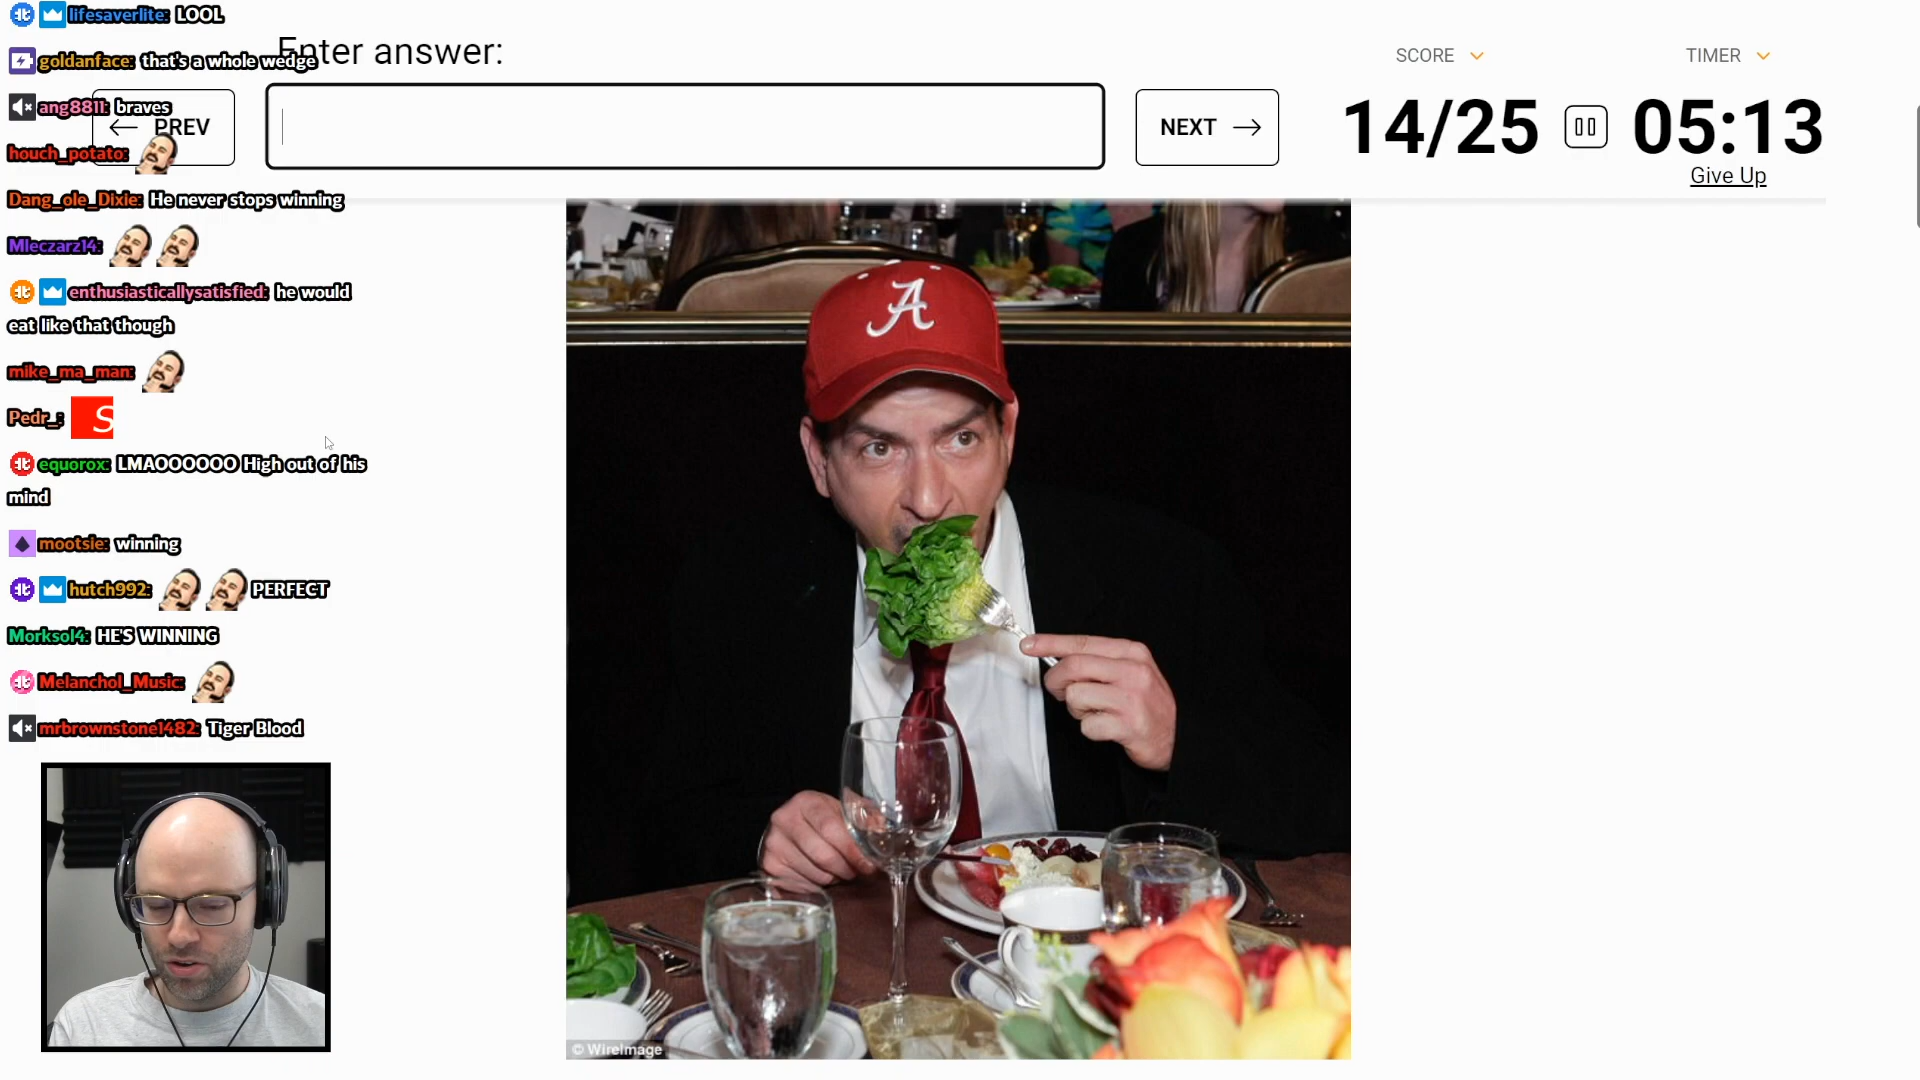 lifesaverlite: LOOL
Enter answer:
goldanface: that's a whole wedge
ang8811: braves
PREV
NEXT
SCORE
TIMER
14/25
05:13
Give Up
houch_potato:
Dang_ole_Dixie: He never stops winning
Mleczarz14:
enthusiasticallysatisfied: he would
eat like that though
mike_ma_man:
Pedr_: S
equorox: LMAOOOOOO High out of his
mind
mootsie: winning
hutch992: PERFECT
Morksol4: HE'S WINNING
Melanchol_Music:
mrbrownstone1482: Tiger Blood
A
© WireImage